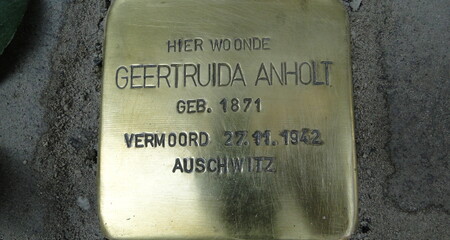 HIER WOONDE
GEERTRUIDA ANHOLT
GEB. 1871
VERMOORD 27.11.1942
AUSCHWITZ